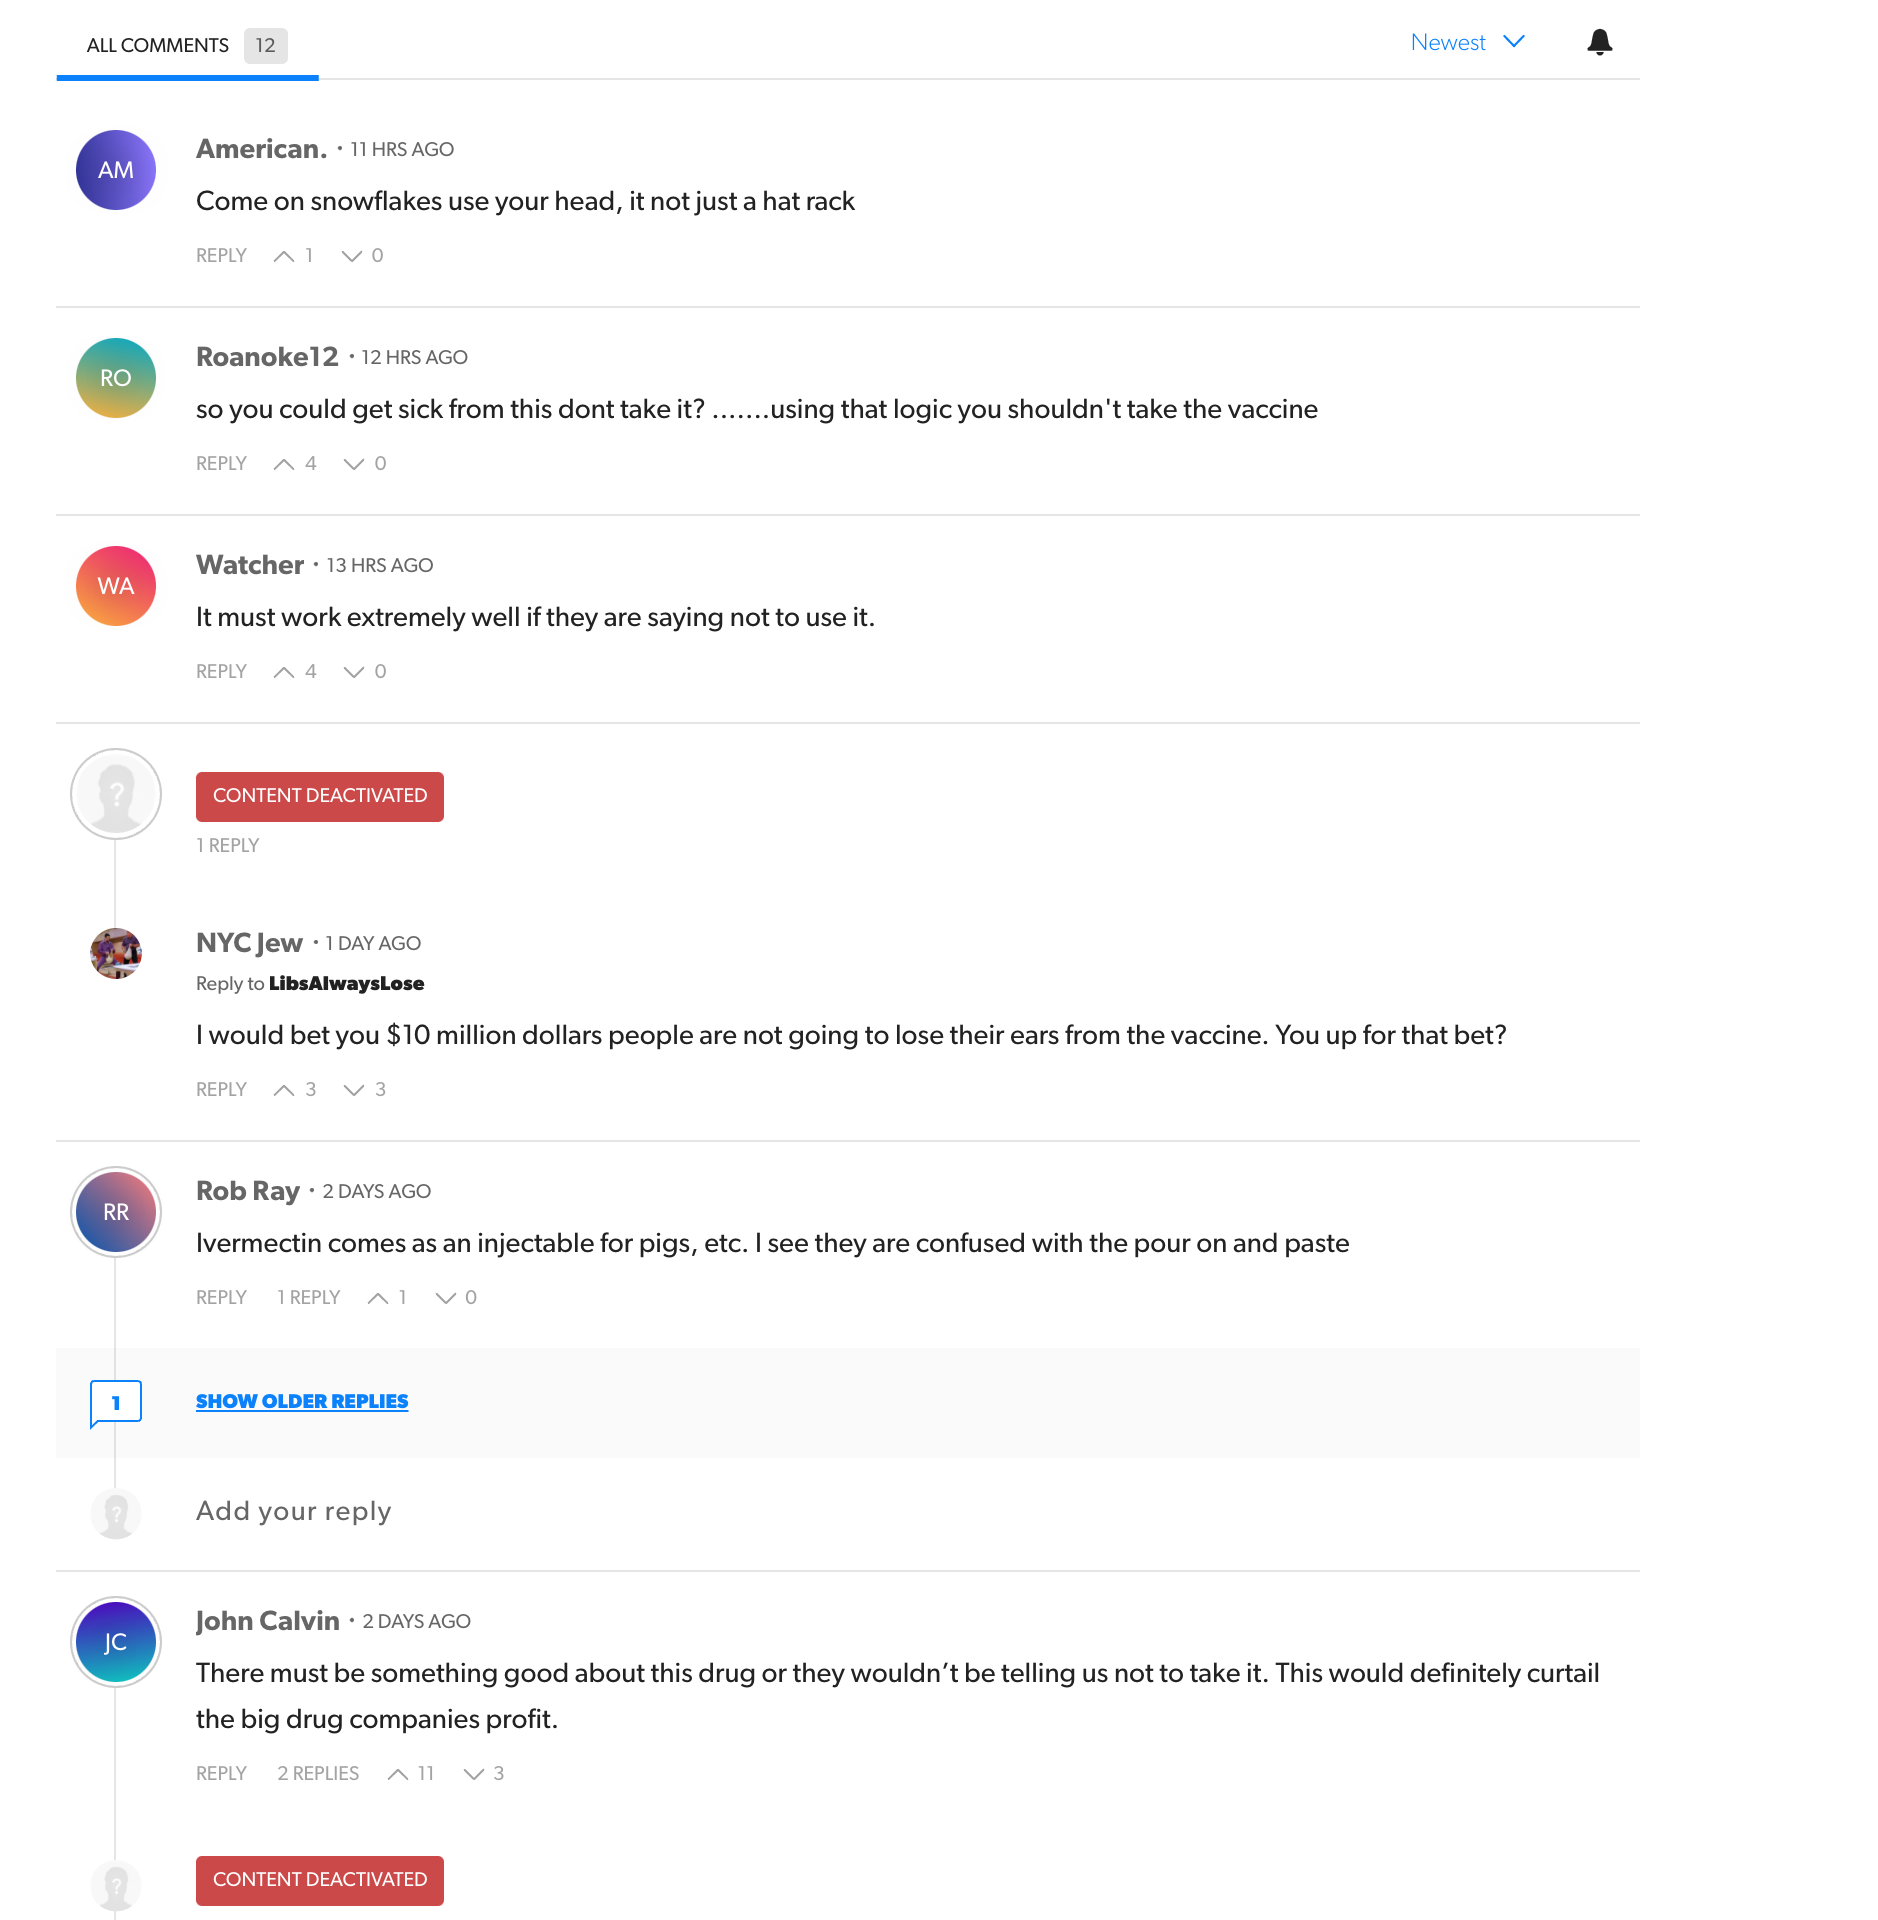 ALL COMMENTS 12
Newest
AM
American. · 11 HRS AGO
Come on snowflakes use your head, it not just a hat rack
REPLY 1 0
RO
Roanoke12 · 12 HRS AGO
so you could get sick from this dont take it? .......using that logic you shouldn't take the vaccine
REPLY 4 0
WA
Watcher · 13 HRS AGO
It must work extremely well if they are saying not to use it.
REPLY 4 0
?
CONTENT DEACTIVATED
1 REPLY
NYC Jew · 1 DAY AGO
Reply to LibsAlwaysLose
I would bet you $10 million dollars people are not going to lose their ears from the vaccine. You up for that bet?
REPLY 3 3
RR
Rob Ray · 2 DAYS AGO
Ivermectin comes as an injectable for pigs, etc. I see they are confused with the pour on and paste
REPLY 1 REPLY 1 0
1 SHOW OLDER REPLIES
? Add your reply
JC
John Calvin · 2 DAYS AGO
There must be something good about this drug or they wouldn’t be telling us not to take it. This would definitely curtail
the big drug companies profit.
REPLY 2 REPLIES 11 3
? CONTENT DEACTIVATED